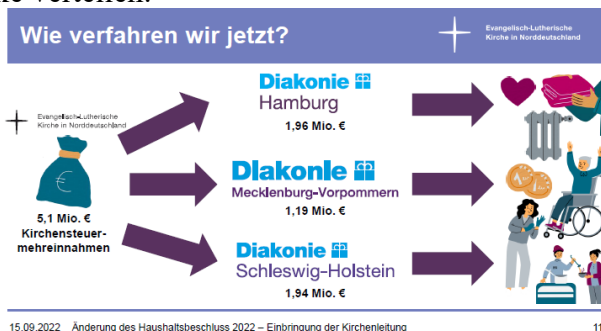 Wie verfahren wir jetzt?
Evangelisch-Lutherische
Kirche in Norddeutschland
Evangelisch-Lutherische
Kirche in Norddeutschland
€
5,1 Mio. €
Kirchensteuer-
mehreinnahmen
Diakonie
Hamburg
1,96 Mio. €
Diakonie
Mecklenburg-Vorpommern
1,19 Mio. €
Diakonie
Schleswig-Holstein
1,94 Mio. €
15.09.2022 Änderung des Haushaltsbeschluss 2022 – Einbringung der Kirchenleitung